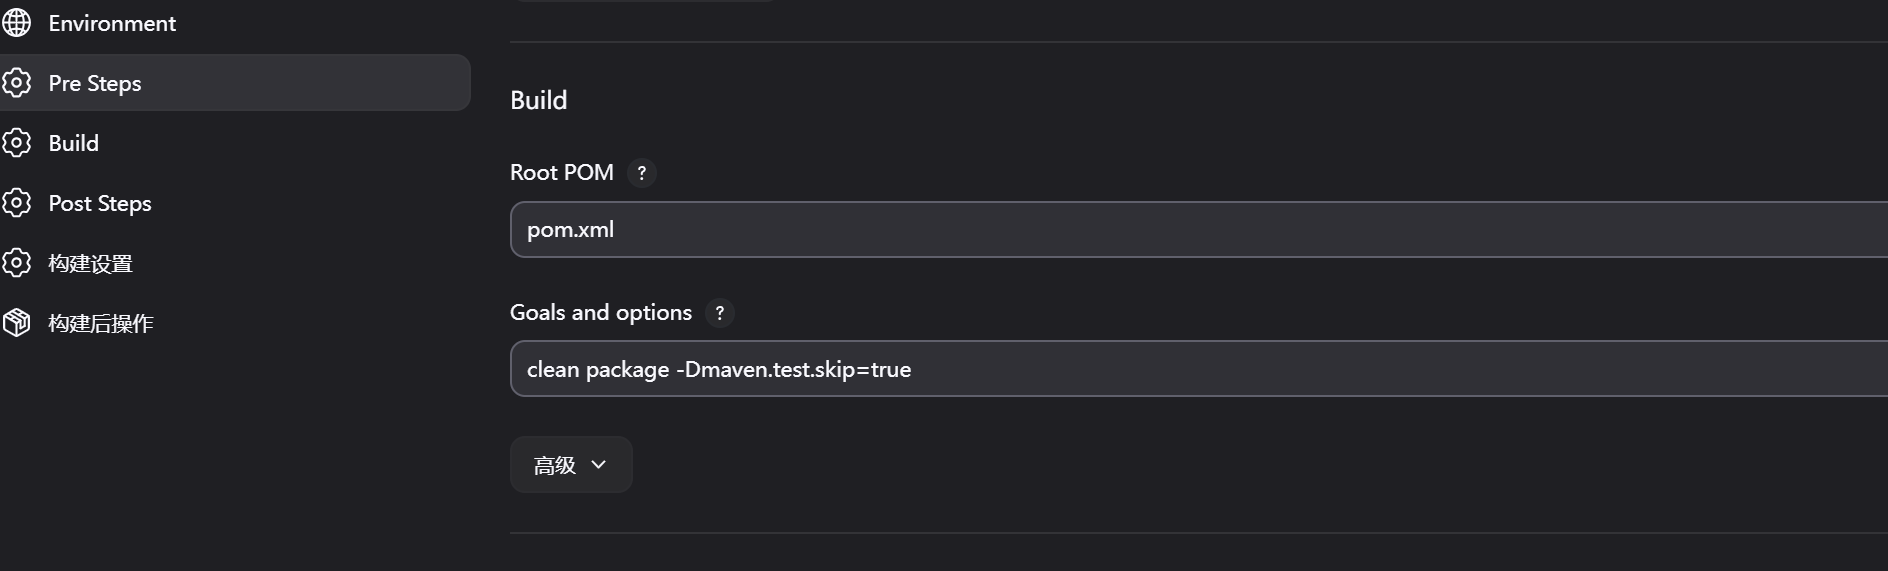 Environment
Pre Steps
Build
Post Steps
构建设置
构建后操作
Build
Root POM ?
pom.xml
Goals and options ?
clean package -Dmaven.test.skip=true
高级